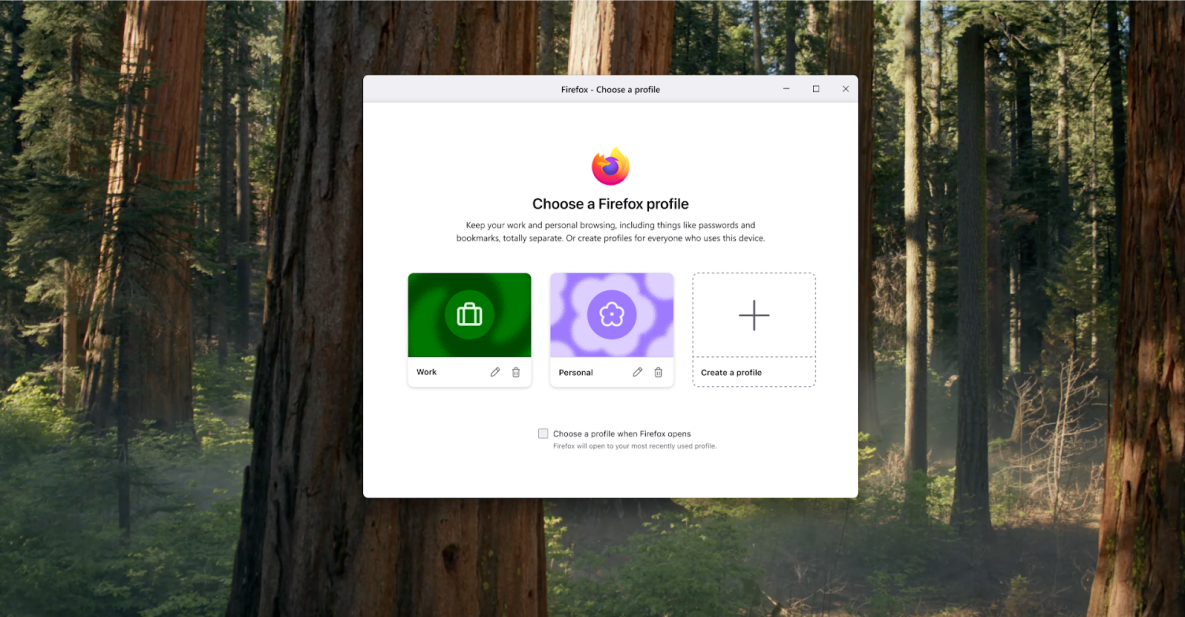 Firefox - Choose a profile
Choose a Firefox profile
Keep your work and personal browsing, including things like passwords and
bookmarks, totally separate. Or create profiles for everyone who uses this device.
Work
Personal
Create a profile
Choose a profile when Firefox opens
Firefox will open to your most recently used profile.